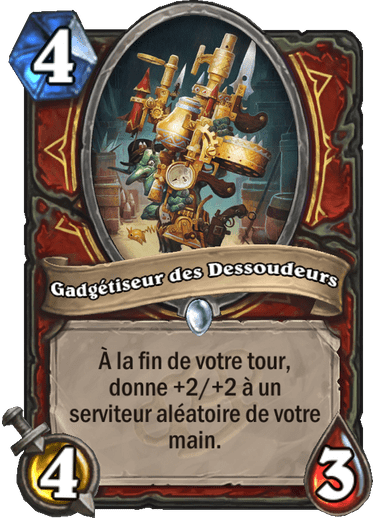 4
Gadgétiseur des Dessoudeurs
À la fin de votre tour,
donne +2/+2 à un
serviteur aléatoire de votre
main.
4
3